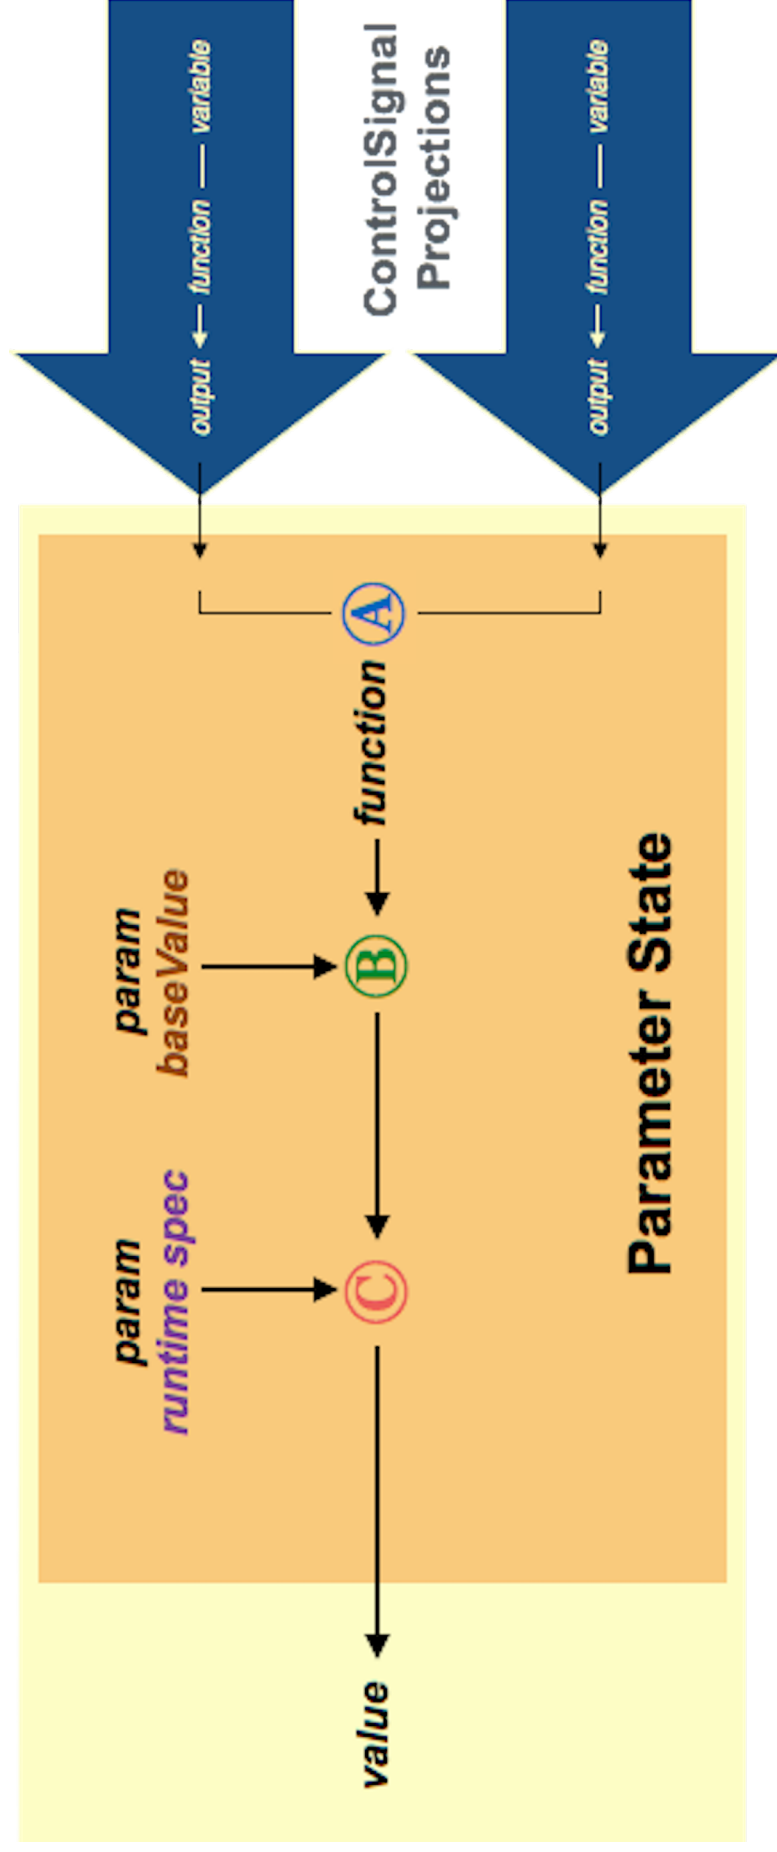 param
runtime spec
param
baseValue
output ← function — variable
value
C
B
function
A
ControlSignal
Projections
output ← function — variable
Parameter State